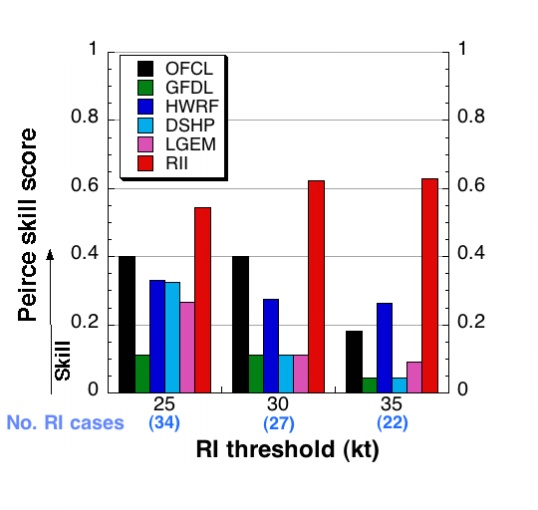 1 1
OFCL
GFDL
HWRF
DSHP
LGEM
RII
0.8 0.8
0.6 0.6
0.4 0.4
0.2 0.2
0 0
Peirce skill score
Skill
25 30 35
No. RI cases (34) (27) (22)
RI threshold (kt)